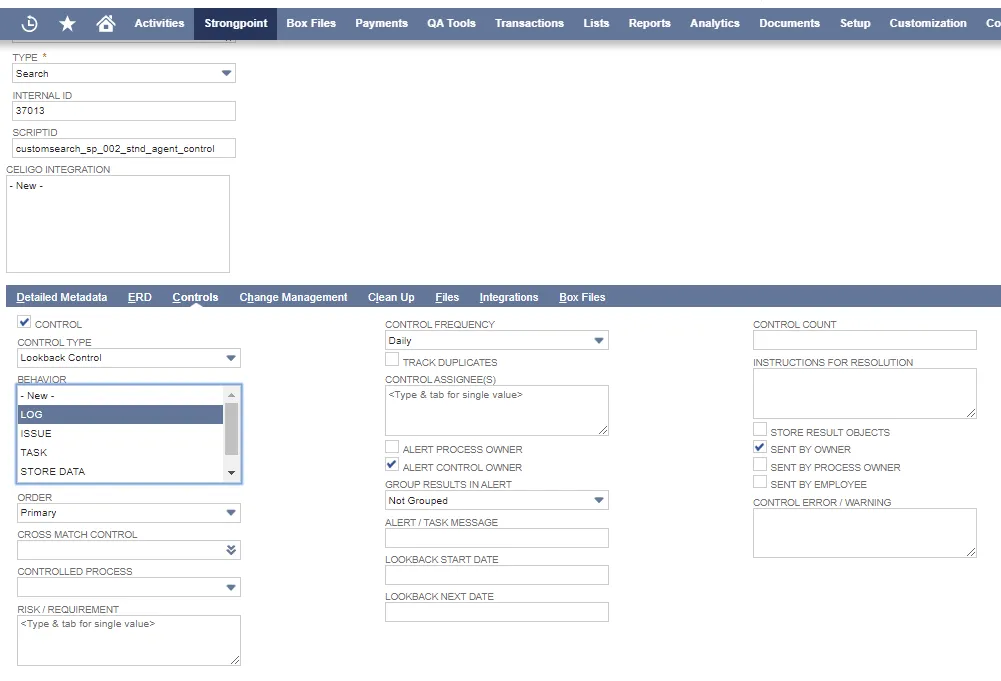 Activities Strongpoint Box Files Payments QA Tools Transactions Lists Reports Analytics Documents Setup Customization Co
TYPE *
Search
INTERNAL ID
37013
SCRIPTID
customsearch_sp_002_stnd_agent_control
CELIGO INTEGRATION
- New -
Detailed Metadata ERD Controls Change Management Clean Up Files Integrations Box Files
CONTROL
CONTROL TYPE
Lookback Control
BEHAVIOR
- New -
LOG
ISSUE
TASK
STORE DATA
ORDER
Primary
CROSS MATCH CONTROL
CONTROLLED PROCESS
RISK / REQUIREMENT
<Type & tab for single value>
CONTROL FREQUENCY
Daily
TRACK DUPLICATES
CONTROL ASSIGNEE(S)
<Type & tab for single value>
ALERT PROCESS OWNER
ALERT CONTROL OWNER
GROUP RESULTS IN ALERT
Not Grouped
ALERT / TASK MESSAGE
LOOKBACK START DATE
LOOKBACK NEXT DATE
CONTROL COUNT
INSTRUCTIONS FOR RESOLUTION
STORE RESULT OBJECTS
SENT BY OWNER
SENT BY PROCESS OWNER
SENT BY EMPLOYEE
CONTROL ERROR / WARNING